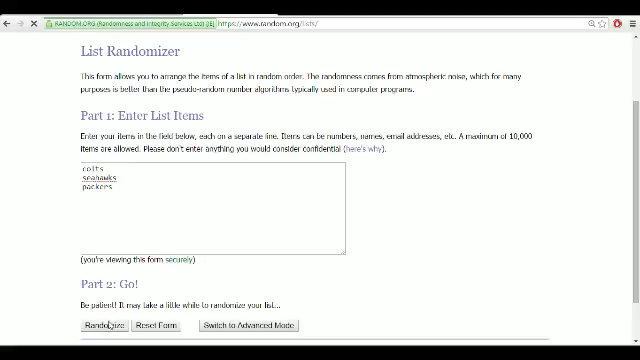 RANDOM.ORG (Randomness and Integrity Services Ltd) [IE] https://www.random.org/lists/
List Randomizer
This form allows you to arrange the items of a list in random order. The randomness comes from atmospheric noise, which for many
purposes is better than the pseudo-random number algorithms typically used in computer programs.
Part 1: Enter List Items
Enter your items in the field below, each on a separate line. Items can be numbers, names, email addresses, etc. A maximum of 10,000
items are allowed. Please don't enter anything you would consider confidential (here's why).
colts
seahawks
packers
(you're viewing this form securely)
Part 2: Go!
Be patient! It may take a little while to randomize your list...
Randomize Reset Form Switch to Advanced Mode